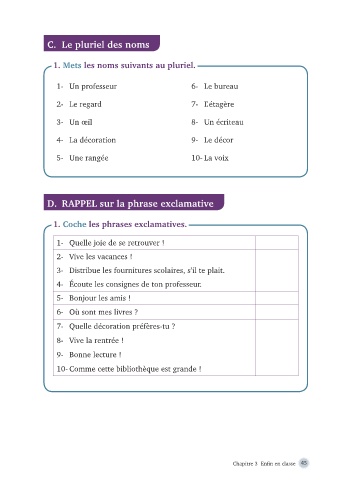 C. Le pluriel des noms
1. Mets les noms suivants au pluriel.
1- Un professeur
2- Le regard
3- Un œil
4- La décoration
5- Une rangée
6- Le bureau
7- L'étagère
8- Un écriteau
9- Le décor
10- La voix
D. RAPPEL sur la phrase exclamative
1. Coche les phrases exclamatives.
1- Quelle joie de se retrouver !
2- Vive les vacances !
3- Distribue les fournitures scolaires, s'il te plait.
4- Écoute les consignes de ton professeur.
5- Bonjour les amis !
6- Où sont mes livres ?
7- Quelle décoration préfères-tu ?
8- Vive la rentrée !
9- Bonne lecture !
10- Comme cette bibliothèque est grande !
Chapitre 3 Enfin en classe 85